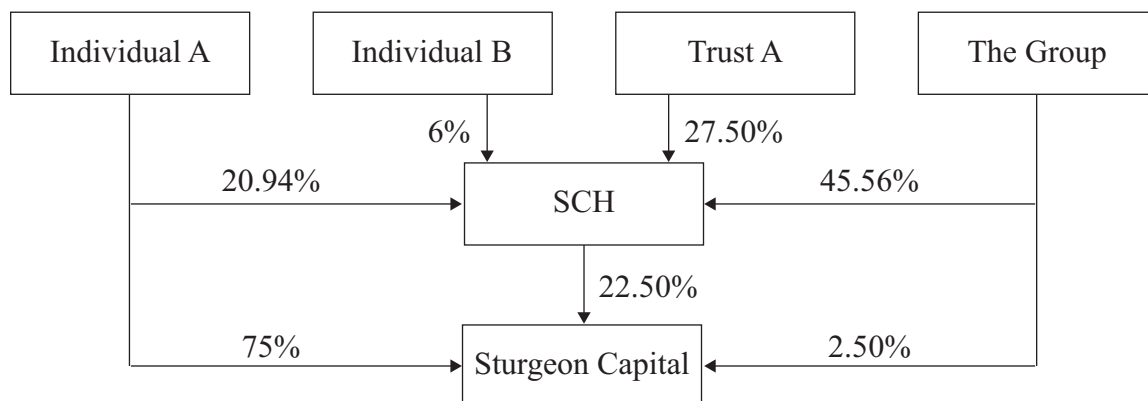 Individual A
Individual B
Trust A
The Group
6%
27.50%
20.94%
SCH
45.56%
22.50%
75%
Sturgeon Capital
2.50%